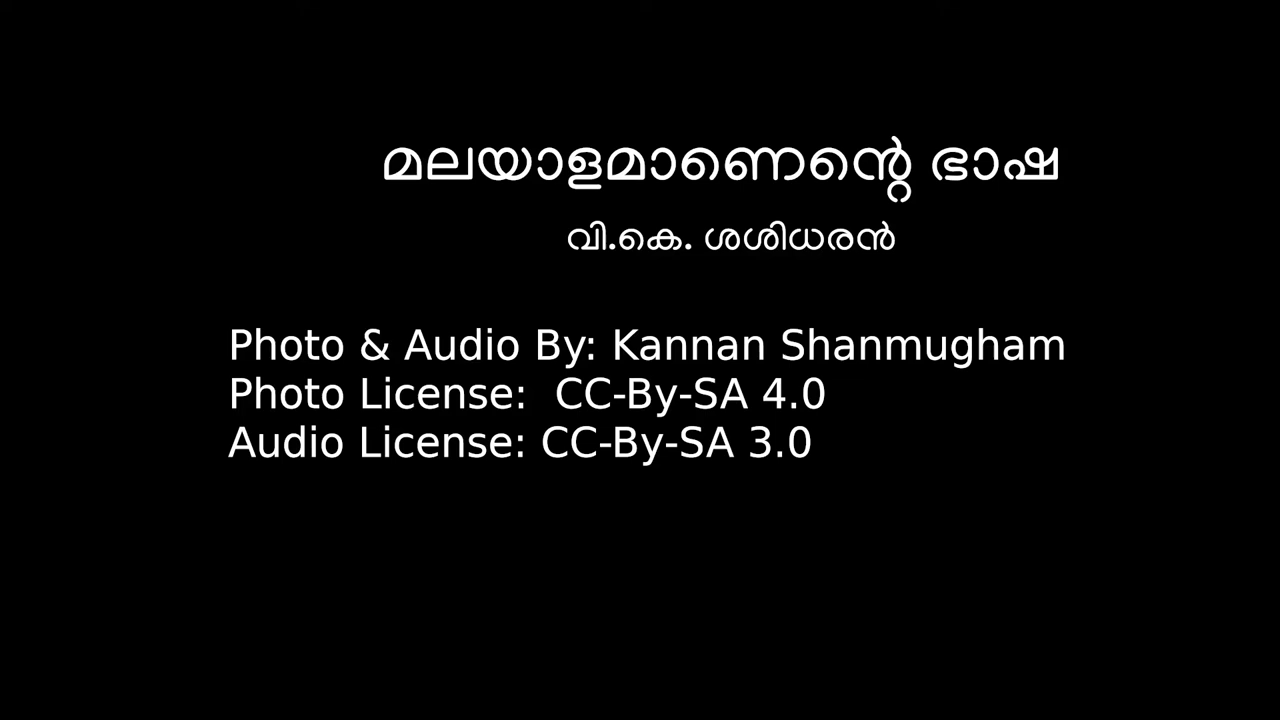 മലയാളമാണെന്റെ ഭാഷ
വി.കെ. ശശിധരൻ
Photo & Audio By: Kannan Shanmugham
Photo License:  CC-By-SA 4.0
Audio License: CC-By-SA 3.0